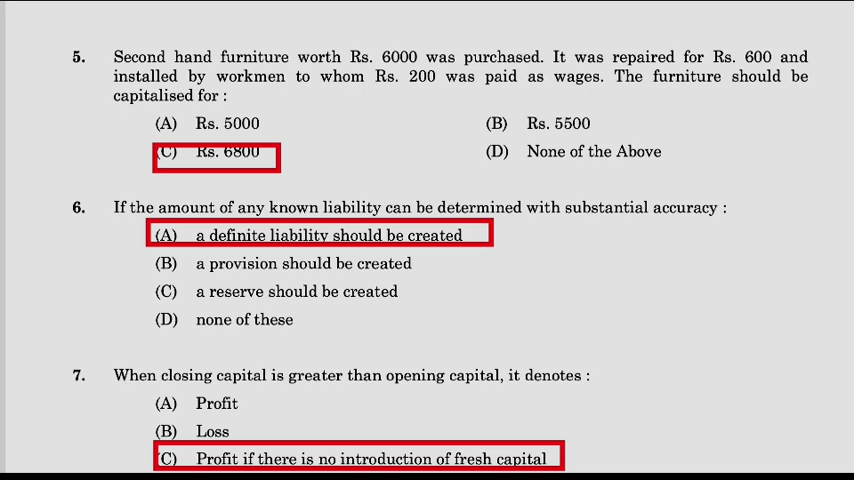 5. Second hand furniture worth Rs. 6000 was purchased. It was repaired for Rs. 600 and
installed by workmen to whom Rs. 200 was paid as wages. The furniture should be
capitalised for :
(A) Rs. 5000 (B) Rs. 5500
(C) Rs. 6800 (D) None of the Above
6. If the amount of any known liability can be determined with substantial accuracy :
(A) a definite liability should be created
(B) a provision should be created
(C) a reserve should be created
(D) none of these
7. When closing capital is greater than opening capital, it denotes :
(A) Profit
(B) Loss
(C) Profit if there is no introduction of fresh capital